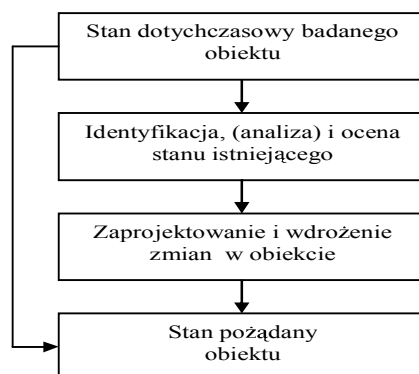 Stan dotychczasowy badanego
obiektu
Identyfikacja, (analiza) i ocena
stanu istniejącego
Zaprojektowanie i wdrożenie
zmian w obiekcie
Stan pożądany
obiektu